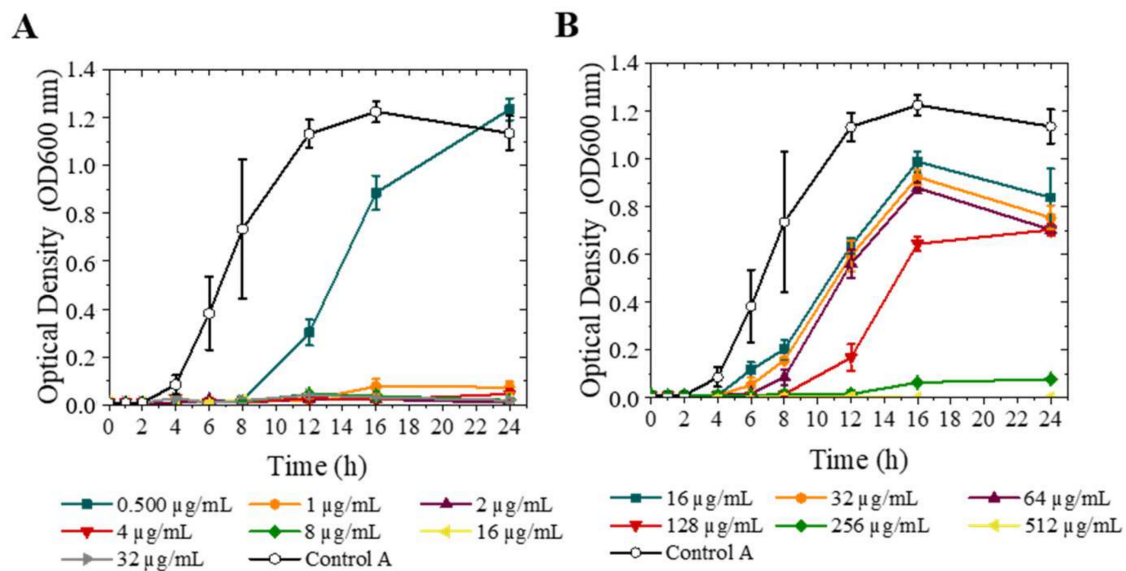 A
B
Optical Density (OD600 nm)
1.4
1.2
1.0
0.8
0.6
0.4
0.2
0.0
0 2 4 6 8 10 12 14 16 18 20 22 24
Time (h)
0.500 µg/mL 1 µg/mL 2 µg/mL
4 µg/mL 8 µg/mL 16 µg/mL
32 µg/mL Control A
Optical Density (OD600 nm)
1.4
1.2
1.0
0.8
0.6
0.4
0.2
0.0
0 2 4 6 8 10 12 14 16 18 20 22 24
Time (h)
16 µg/mL 32 µg/mL 64 µg/mL
128 µg/mL 256 µg/mL 512 µg/mL
Control A